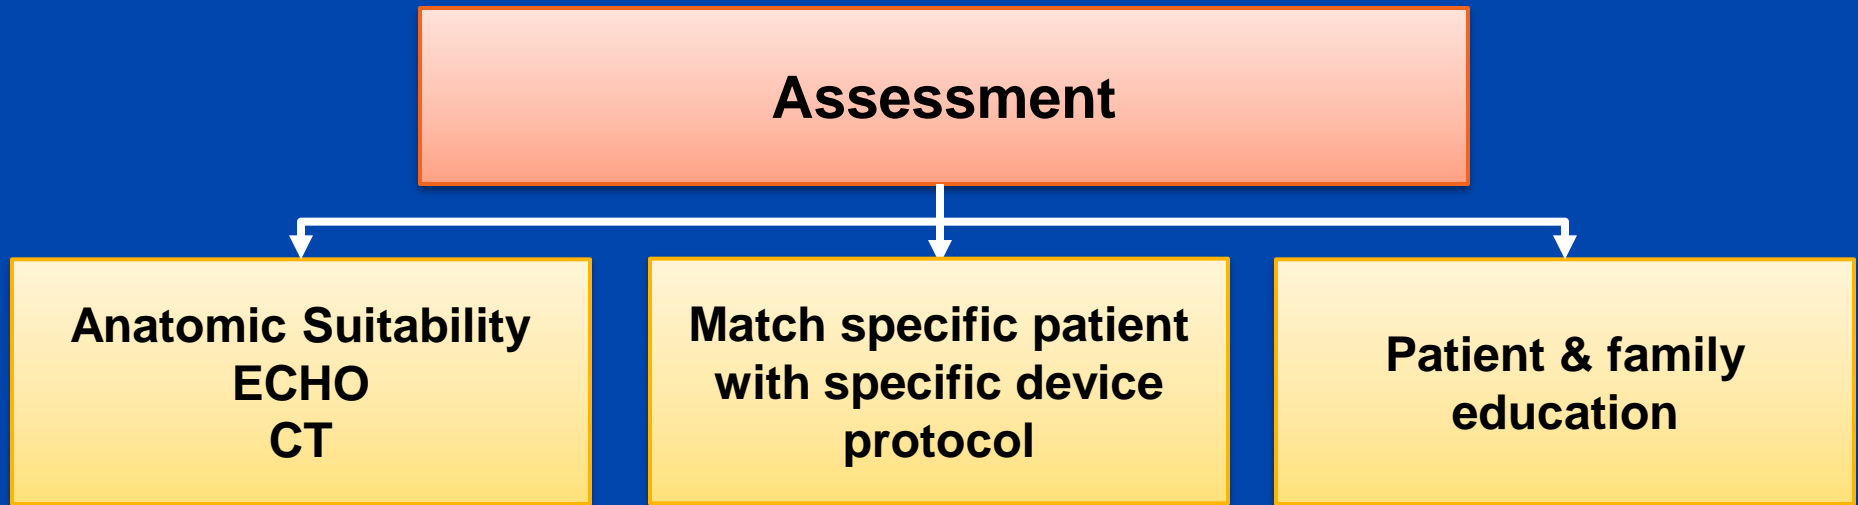 Assessment
Anatomic Suitability
ECHO
CT
Match specific patient
with specific device
protocol
Patient & family
education